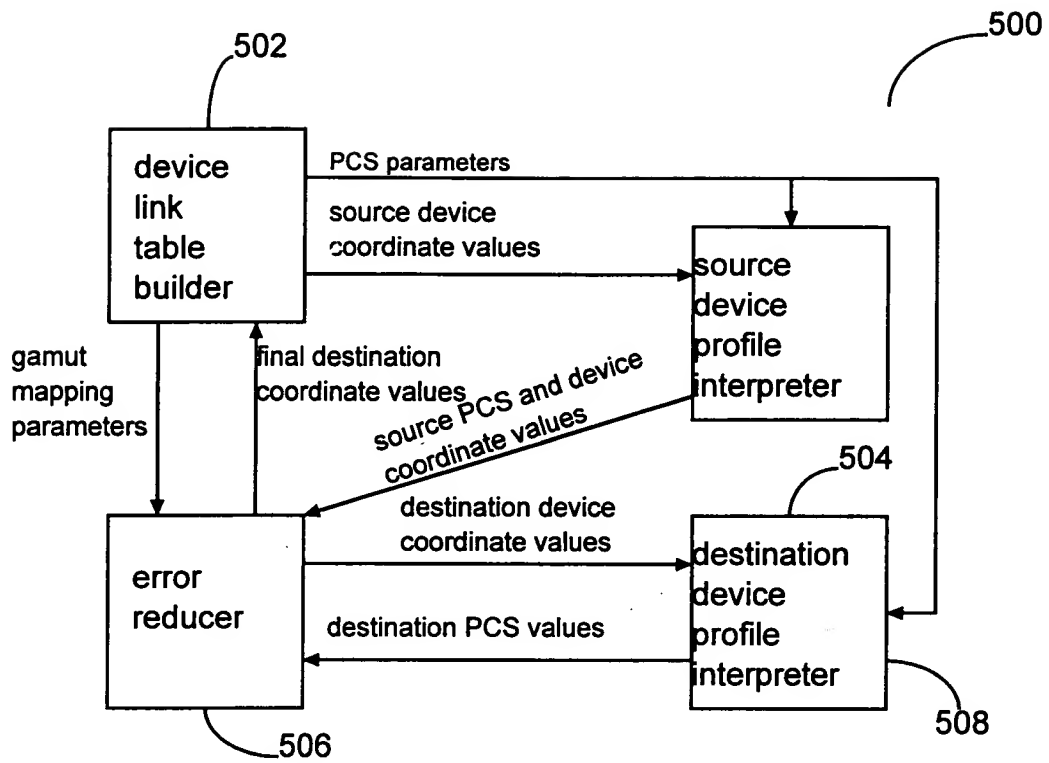 500
502
device
link
table
builder
PCS parameters
source device
coordinate values
source
device
profile
interpreter
gamut
mapping
parameters
final destination
coordinate values
source PCS and device
coordinate values
504
destination device
coordinate values
error
reducer
destination
device
profile
interpreter
destination PCS values
506
508